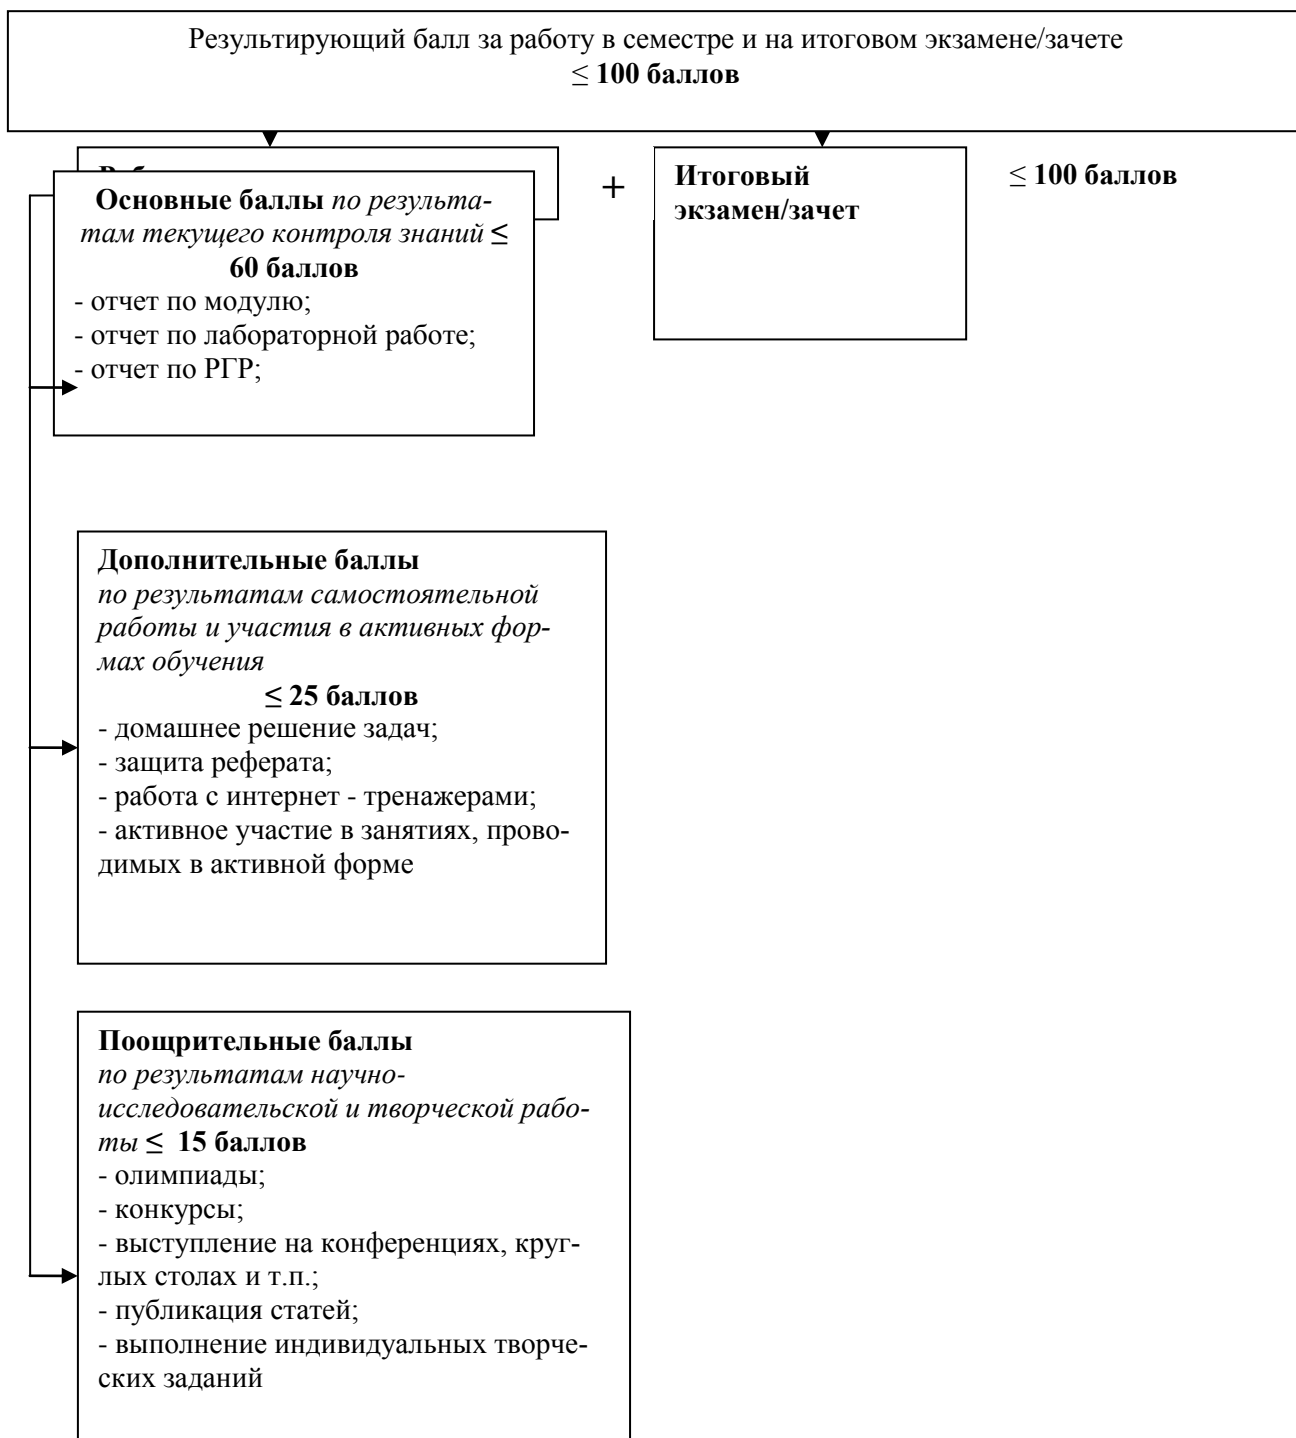 Результирующий балл за работу в семестре и на итоговом экзамене/зачете
≤ 100 баллов
+
Итоговый
экзамен/зачет
≤ 100 баллов
Основные баллы по результа-
там текущего контроля знаний ≤
60 баллов
- отчет по модулю;
- отчет по лабораторной работе;
- отчет по РГР;
Дополнительные баллы
по результатам самостоятельной
работы и участия в активных фор-
мах обучения
≤ 25 баллов
- домашнее решение задач;
- защита реферата;
- работа с интернет - тренажерами;
- активное участие в занятиях, прово-
димых в активной форме
Поощрительные баллы
по результатам научно-
исследовательской и творческой рабо-
ты ≤ 15 баллов
- олимпиады;
- конкурсы;
- выступление на конференциях, круг-
лых столах и т.п.;
- публикация статей;
- выполнение индивидуальных творче-
ских заданий